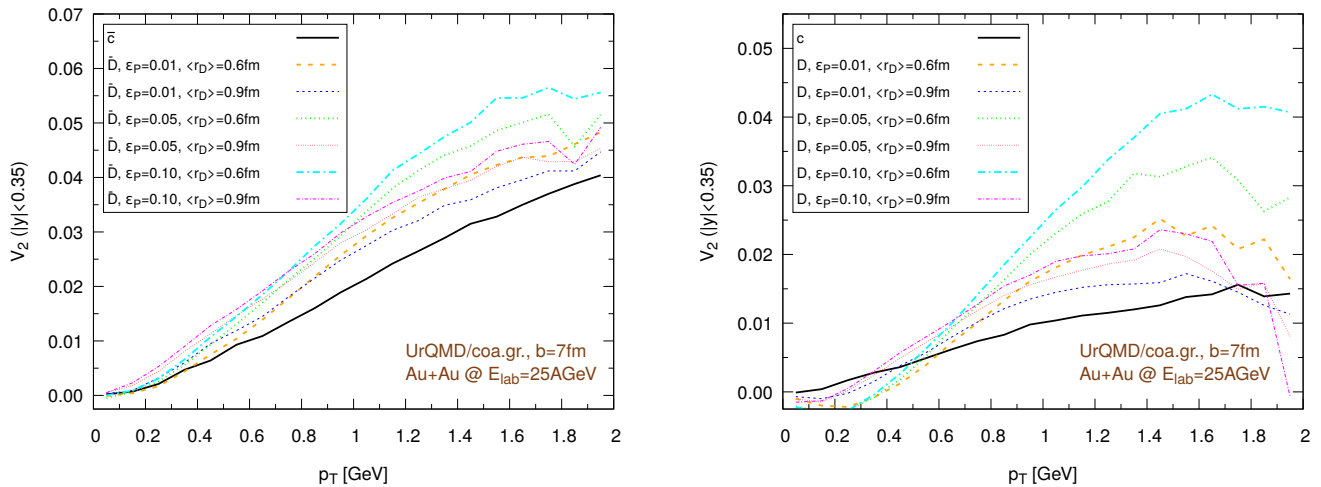 0.07
0.06
0.05
0.04
0.03
0.02
0.01
0.00
V₂ (|y|<0.35)
c̅
D̄, ε_P=0.01, <r_D>=0.6fm
D̄, ε_P=0.01, <r_D>=0.9fm
D̄, ε_P=0.05, <r_D>=0.6fm
D̄, ε_P=0.05, <r_D>=0.9fm
D̄, ε_P=0.10, <r_D>=0.6fm
D̄, ε_P=0.10, <r_D>=0.9fm
UrQMD/coa.gr., b=7fm
Au+Au @ E_lab=25AGeV
0 0.2 0.4 0.6 0.8 1 1.2 1.4 1.6 1.8 2
p_T [GeV]
0.05
0.04
0.03
0.02
0.01
0.00
V₂ (|y|<0.35)
c
D, ε_P=0.01, <r_D>=0.6fm
D, ε_P=0.01, <r_D>=0.9fm
D, ε_P=0.05, <r_D>=0.6fm
D, ε_P=0.05, <r_D>=0.9fm
D, ε_P=0.10, <r_D>=0.6fm
D, ε_P=0.10, <r_D>=0.9fm
UrQMD/coa.gr., b=7fm
Au+Au @ E_lab=25AGeV
0 0.2 0.4 0.6 0.8 1 1.2 1.4 1.6 1.8 2
p_T [GeV]